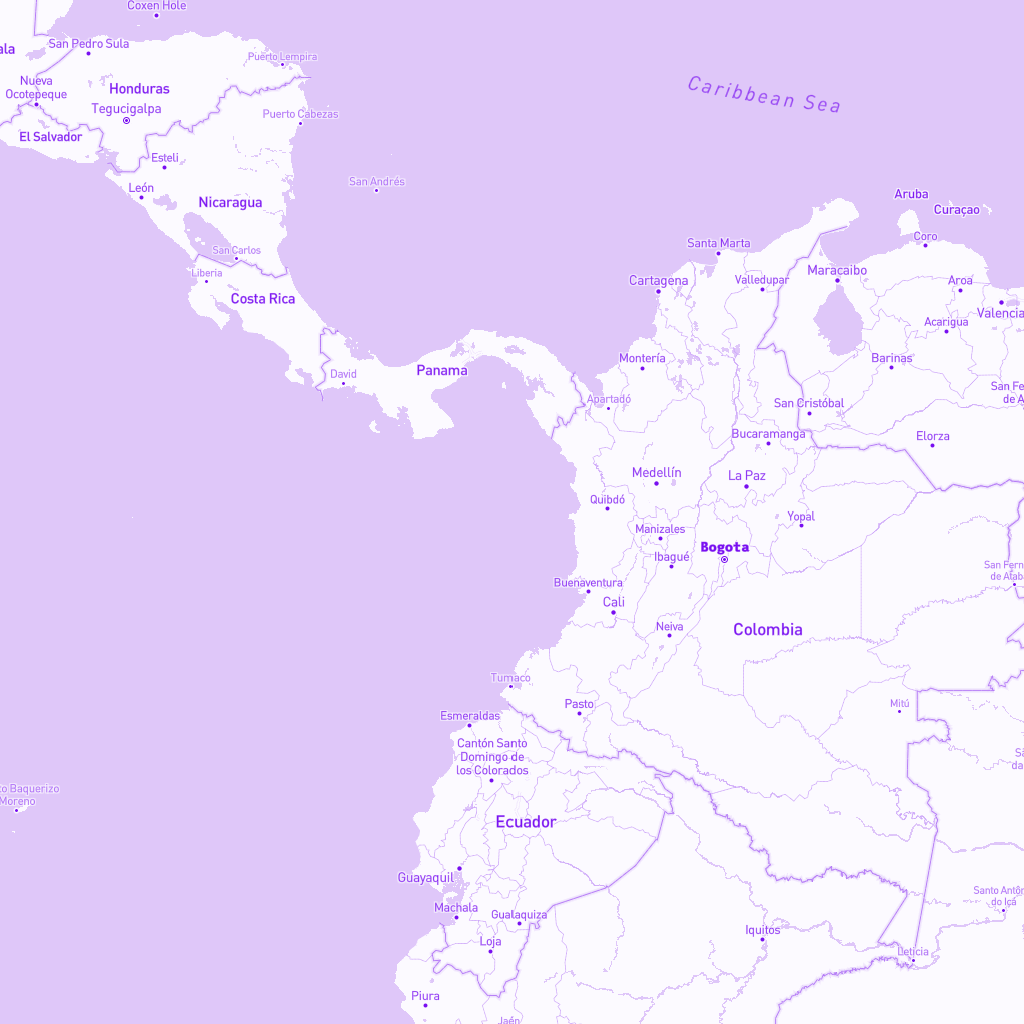 Coxen Hole
ala
San Pedro Sula
Puerto Lempira
Nueva
Ocotepeque
Honduras
Tegucigalpa
Caribbean Sea
Puerto Cabezas
El Salvador
Esteli
San Andrés
León
Nicaragua
Aruba
Curaçao
San Carlos
Santa Marta
Coro
Liberia
Costa Rica
Cartagena
Valledupar
Maracaibo
Aroa
Valencia
Acarigua
Montería
Barinas
Panama
David
San Fe
de A
Apartadó
San Cristóbal
Bucaramanga
Elorza
Medellín
La Paz
Quibdó
Yopal
Manizales
Bogota
Ibagué
San Fern
de Atab
Buenaventura
Cali
Neiva
Colombia
Tumaco
Pasto
Mitú
Esmeraldas
Cantón Santo
Domingo de
los Colorados
Sã
da
to Baquerizo
Moreno
Ecuador
Guayaquil
Santo Antôn
do Içá
Machala
Gualaquiza
Iquitos
Loja
Leticia
Piura
Jaén